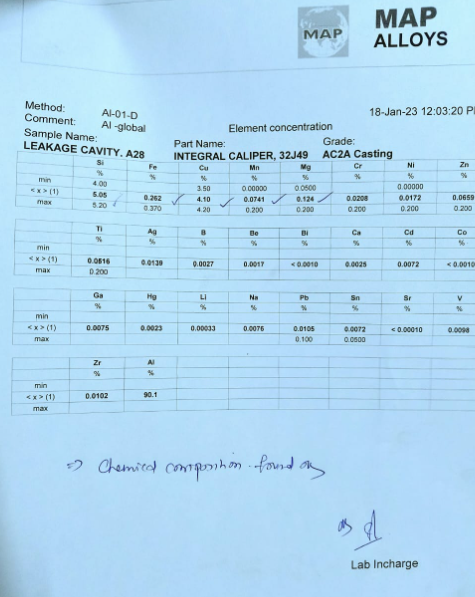 MAP
MAP
ALLOYS
Method: Al-01-D 18-Jan-23 12:03:20 P
Comment: Al -global Element concentration
Sample Name: Part Name: Grade:
LEAKAGE CAVITY. A28 INTEGRAL CALIPER, 32J49 AC2A Casting
Si Fe Cu Mn Mg Cr Ni Zn
% % % % % % % %
min 4.00 3.50 0.00000 0.0500 0.00000
< x > (1) 5.05 0.262 4.10 0.0741 0.124 0.0208 0.0172 0.0659
max 5.20 0.370 4.20 0.200 0.200 0.200 0.200 0.200
Ti Ag B Be Bi Ca Cd Co
% % % % % % % %
min
< x > (1) 0.0516 0.0139 0.0027 0.0017 < 0.0010 0.0025 0.0072 < 0.0010
max 0.200
Ga Hg Li Na Pb Sn Sr V
% % % % % % % %
min
< x > (1) 0.0075 0.0023 0.00033 0.0076 0.0105 0.0072 < 0.00010 0.0098
max 0.100 0.0500
Zr Al
% %
min
< x > (1) 0.0102 90.1
max
=> Chemical composition found ok
Lab Incharge